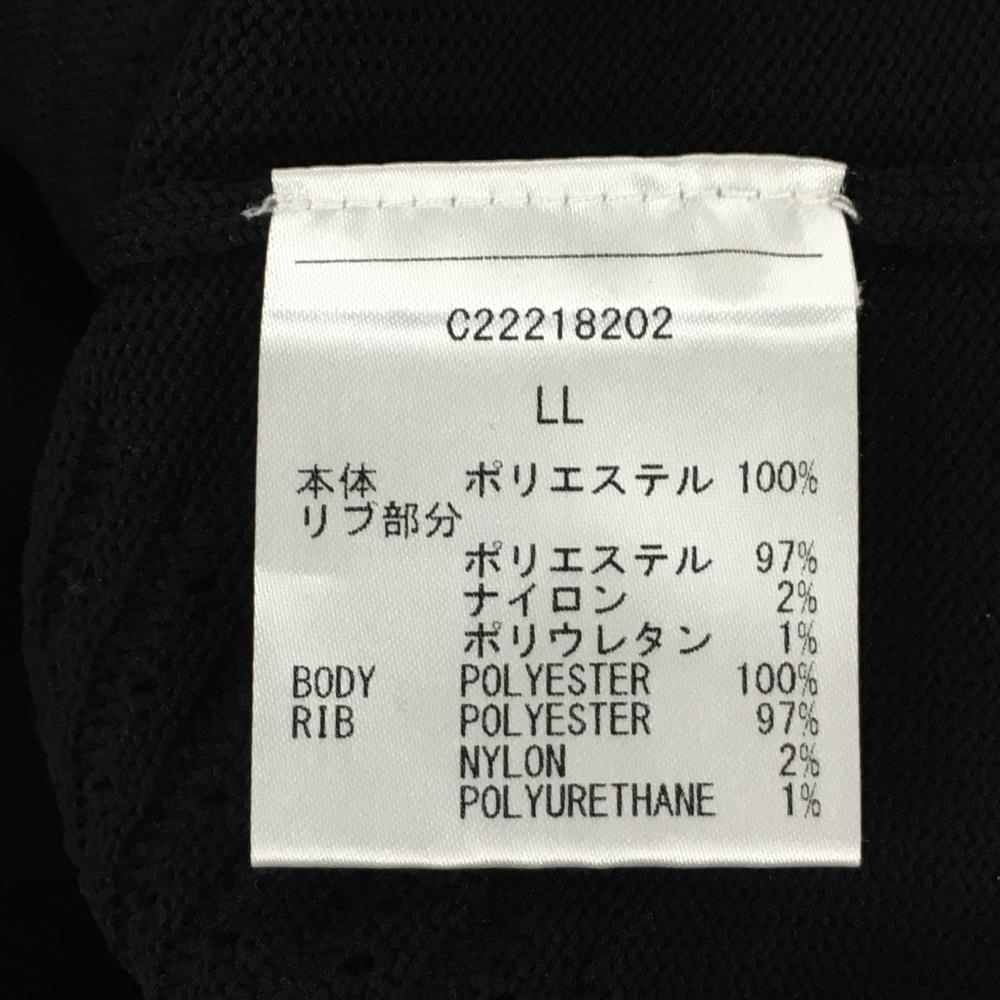 C22218202
LL
本体 ポリエステル 100%
リブ部分
ポリエステル 97%
ナイロン 2%
ポリウレタン 1%
BODY POLYESTER 100%
RIB POLYESTER 97%
NYLON 2%
POLYURETHANE 1%